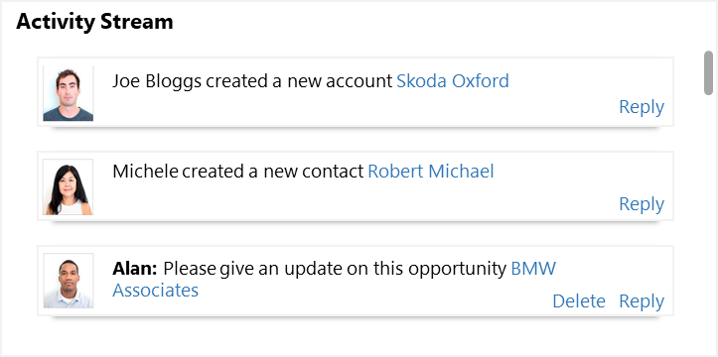 Activity Stream
Joe Bloggs created a new account Skoda Oxford
Reply
Michele created a new contact Robert Michael
Reply
Alan: Please give an update on this opportunity BMW
Associates
Delete Reply